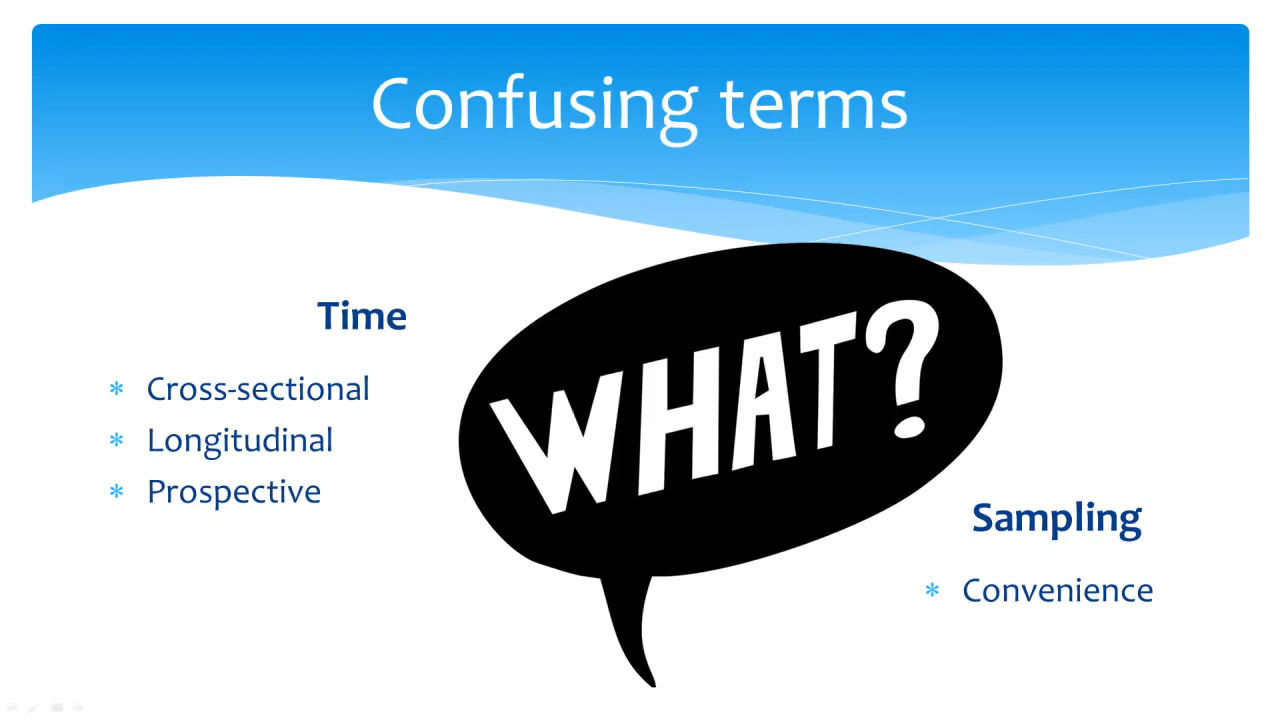 Confusing terms
Time
* Cross-sectional
* Longitudinal
* Prospective
WHAT?
Sampling
* Convenience